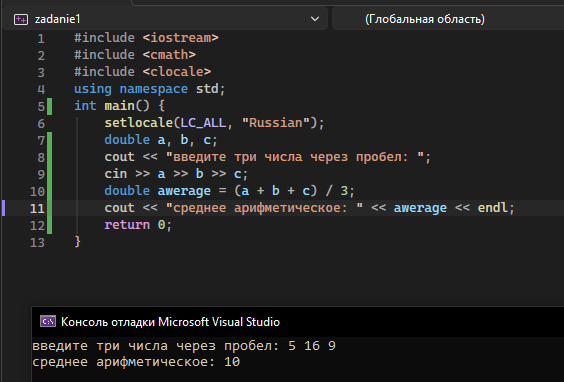 zadanie1
(Глобальная область)
1 #include <iostream>
2 #include <cmath>
3 #include <clocale>
4 using namespace std;
5 int main() {
6 setlocale(LC_ALL, "Russian");
7 double a, b, c;
8 cout << "введите три числа через пробел: ";
9 cin >> a >> b >> c;
10 double awerage = (a + b + c) / 3;
11 cout << "среднее арифметическое: " << awerage << endl;
12 return 0;
13 }
Консоль отладки Microsoft Visual Studio
введите три числа через пробел: 5 16 9
среднее арифметическое: 10